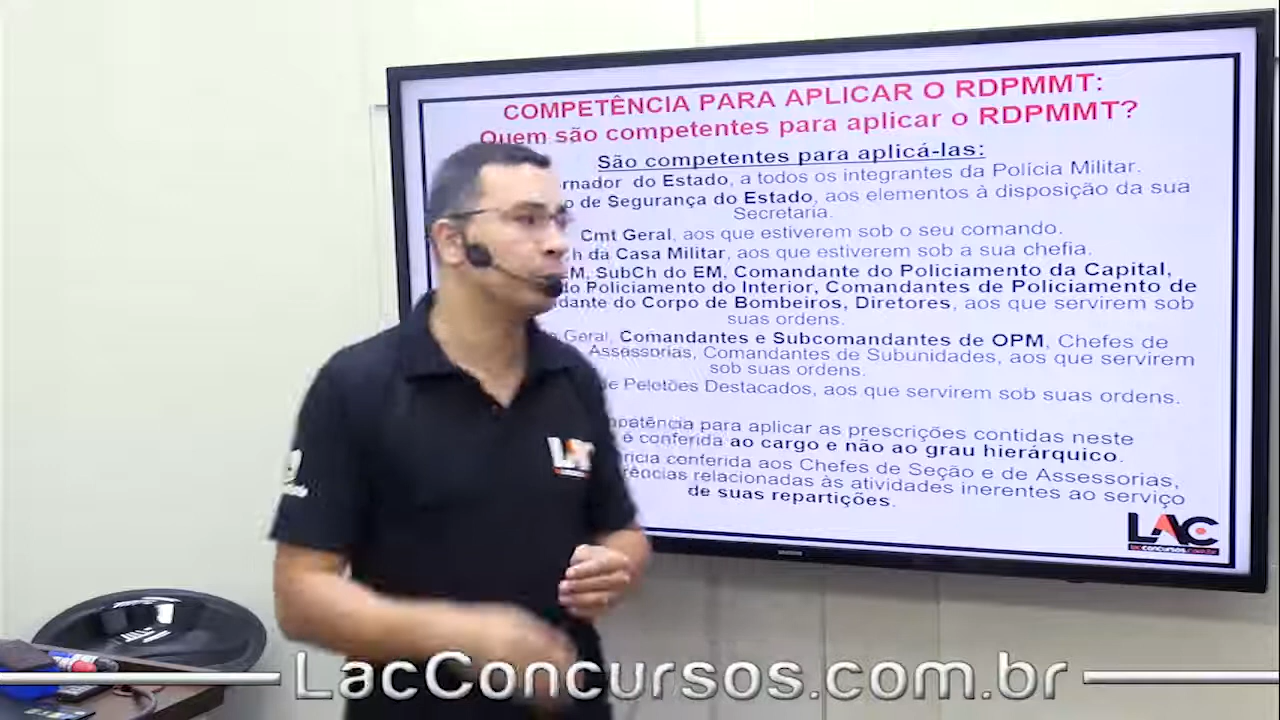 COMPETÊNCIA PARA APLICAR O RDPMMT:
Quem são competentes para aplicar o RDPMMT?
São competentes para aplicá-las:
rnador do Estado, a todos os integrantes da Polícia Militar.
o de Segurança do Estado, aos elementos à disposição da sua
Secretaria.
Cmt Geral, aos que estiverem sob o seu comando.
h da Casa Militar, aos que estiverem sob a sua chefia.
EM, SubCh do EM, Comandante do Policiamento da Capital,
do Policiamento do Interior, Comandantes de Policiamento de
dante do Corpo de Bombeiros, Diretores, aos que servirem sob
suas ordens.
Geral, Comandantes e Subcomandantes de OPM, Chefes de
Assessorias, Comandantes de Subunidades, aos que servirem
sob suas ordens.
de Pelotões Destacados, aos que servirem sob suas ordens.
mpetência para aplicar as prescrições contidas neste
é conferida ao cargo e não ao grau hierárquico.
ncia conferida aos Chefes de Seção e de Assessorias,
rências relacionadas às atividades inerentes ao serviço
de suas repartições.
LAC
lacconcursos.com.br
LAC
LacConcursos.com.br